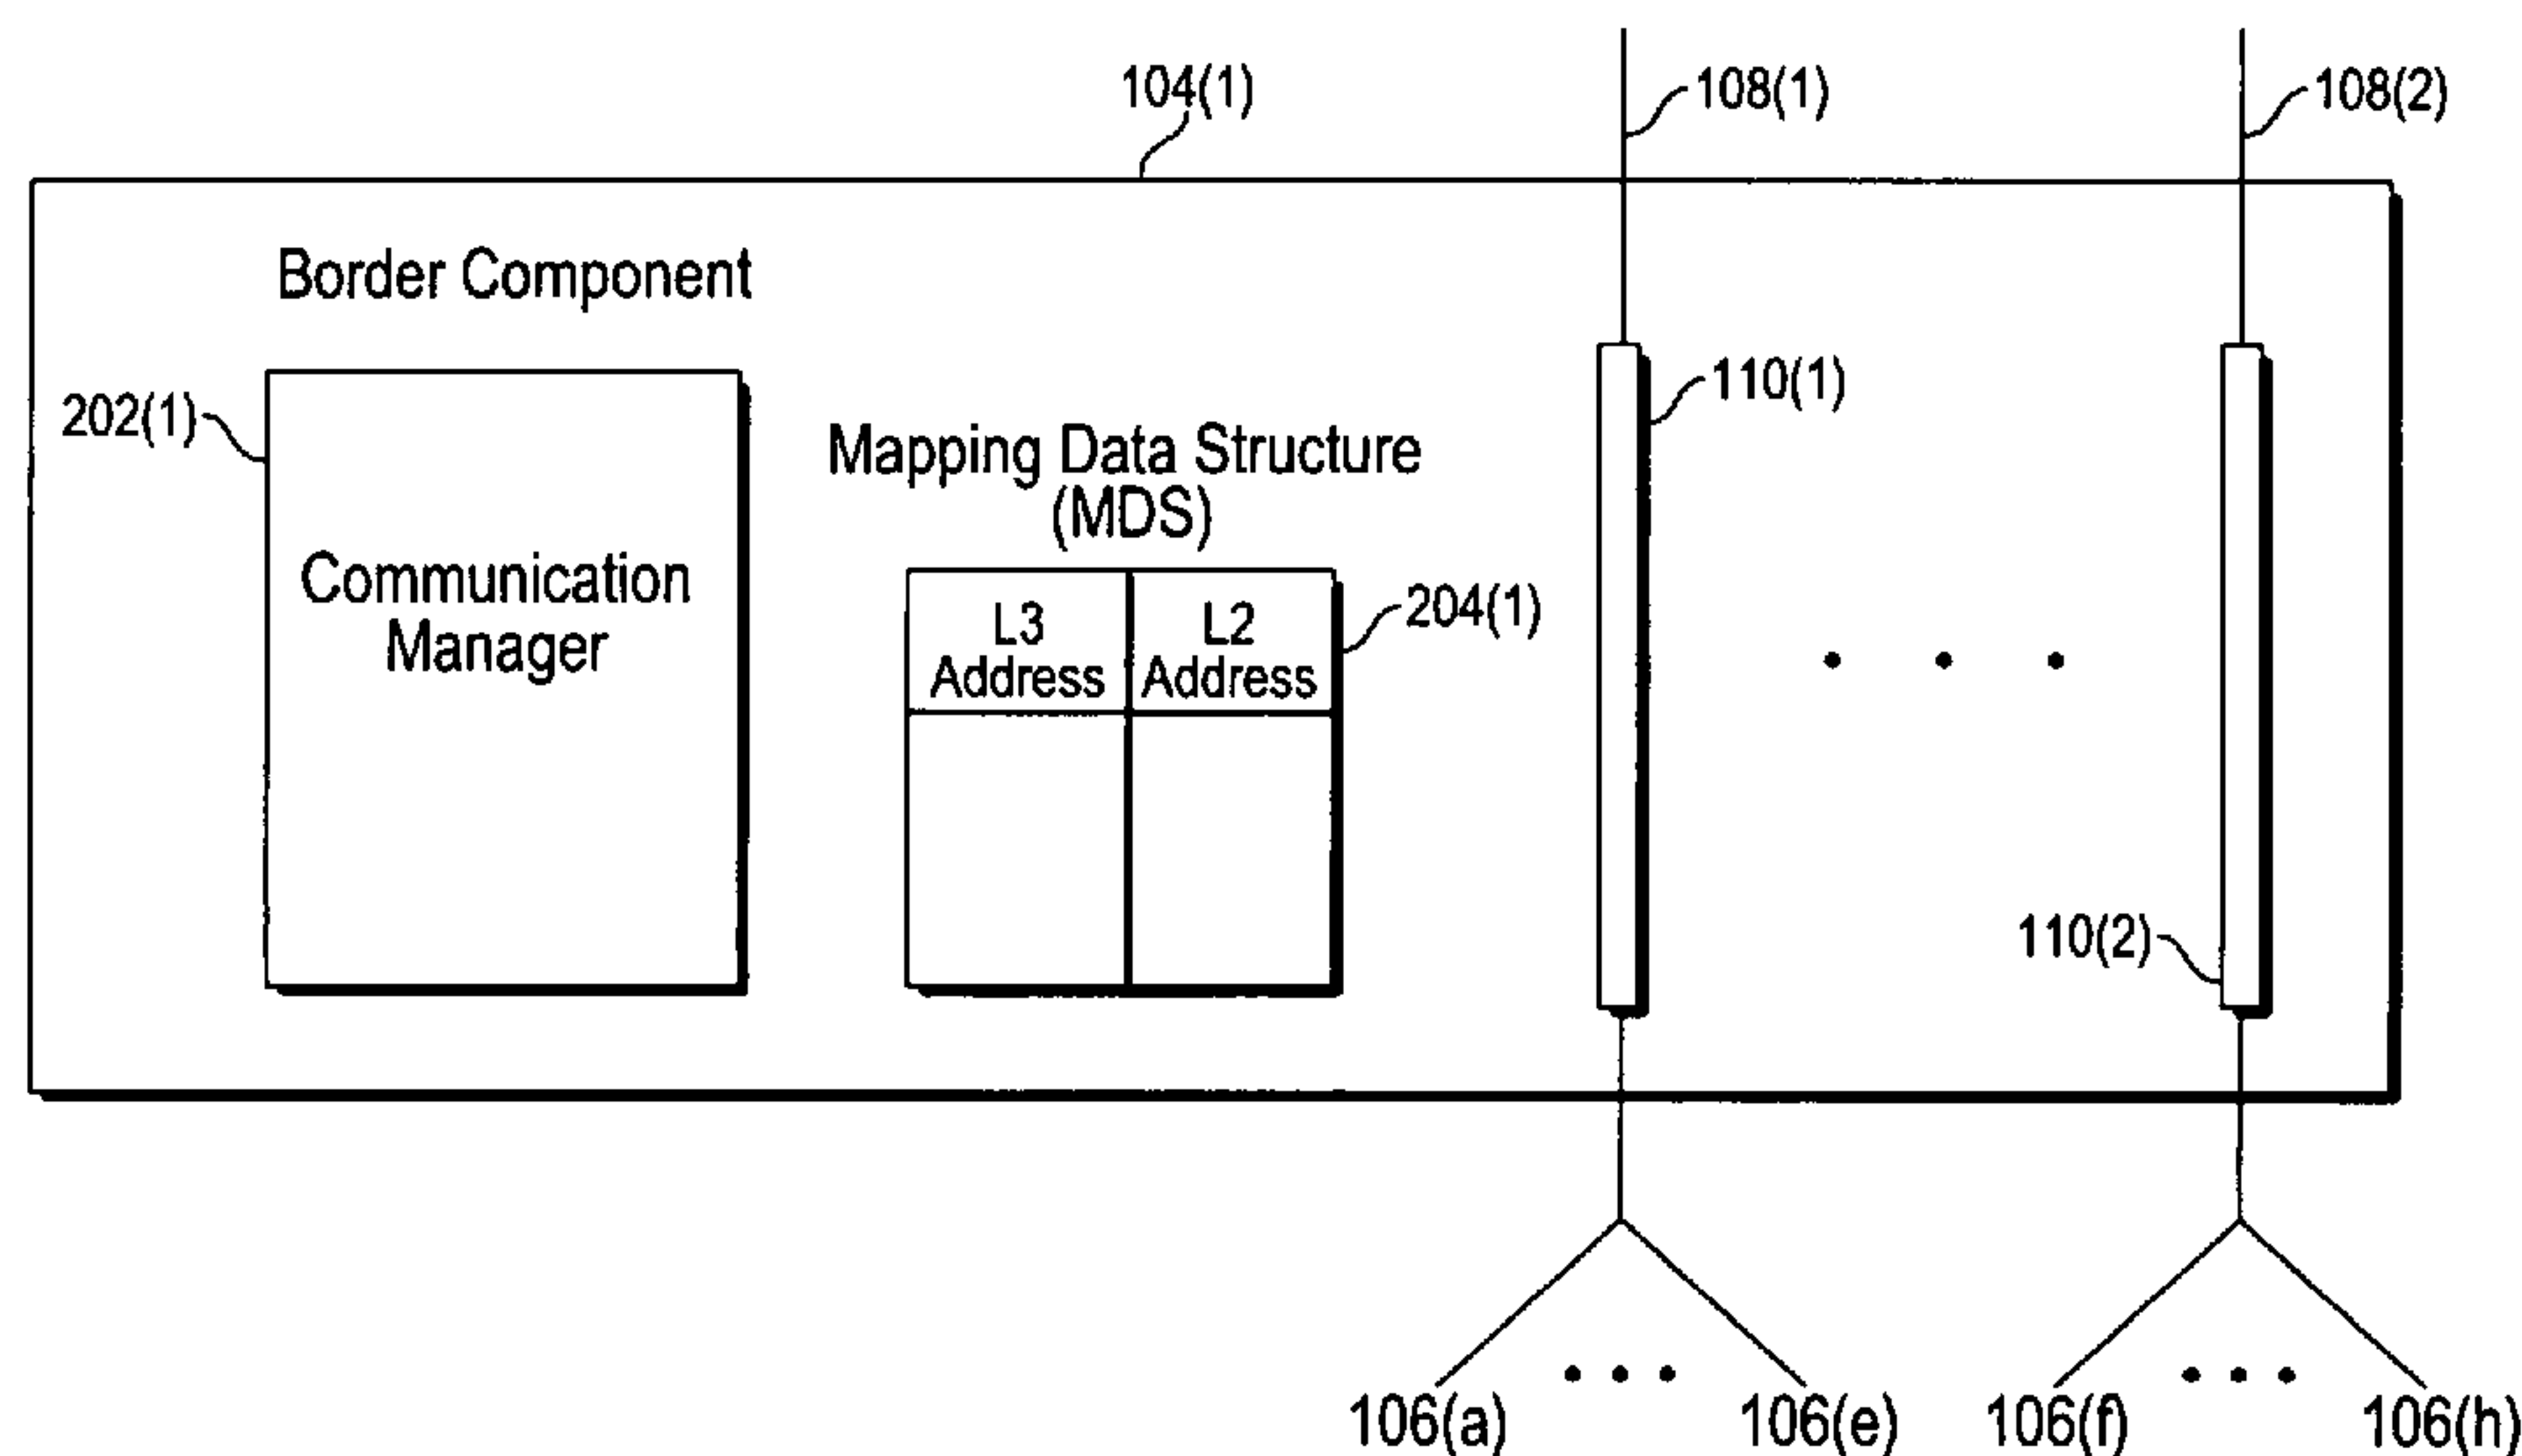 104(1)
108(1)
108(2)
Border Component
110(1)
202(1)
Mapping Data Structure
(MDS)
Communication
Manager
L3
Address
L2
Address
204(1)
110(2)
106(a)
106(e)
106(f)
106(h)